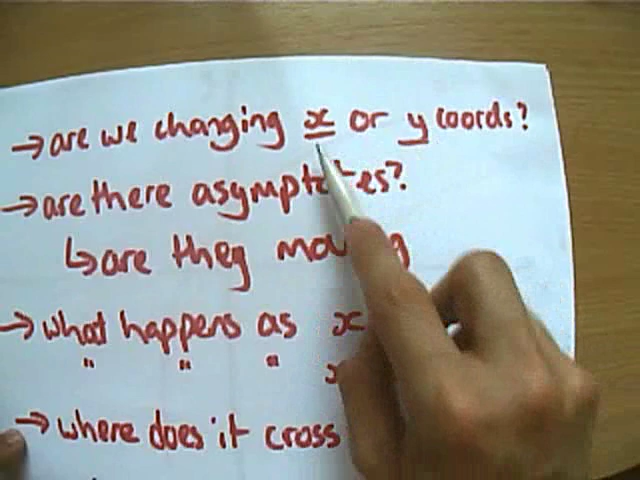 → are we changing x or y coords?
→ are there asymptotes?
↳ are they moving
→ what happens as x
" " " x
→ where does it cross